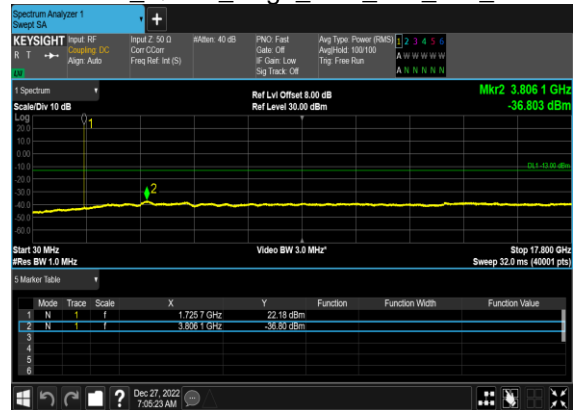 Spectrum Analyzer 1
Swept SA
+
KEYSIGHT Input: RF Input Z: 50 Ω #Atten: 40 dB PNO: Fast Avg Type: Power (RMS) 1 2 3 4 5 6
R T Coupling: DC Corr CCorr Gate: Off Avg|Hold: 100/100 A W W W W W
Align: Auto Freq Ref: Int (S) IF Gain: Low Trig: Free Run
LW Sig Track: Off A N N N N N
1 Spectrum Ref Lvl Offset 8.00 dB Mkr2 3.806 1 GHz
Scale/Div 10 dB Ref Level 30.00 dBm -36.803 dBm
Log 1
20.0
10.0
0.00
-10.0 DL1 -13.00 dBm
-20.0
-30.0 2
-40.0
-50.0
-60.0
Start 30 MHz Video BW 3.0 MHz* Stop 17.800 GHz
#Res BW 1.0 MHz Sweep 32.0 ms (40001 pts)
5 Marker Table
Mode Trace Scale X Y Function Function Width Function Value
1 N 1 f 1.725 7 GHz 22.18 dBm
2 N 1 f 3.806 1 GHz -36.80 dBm
3
4
5
6
? Dec 27, 2022
7:05:23 AM